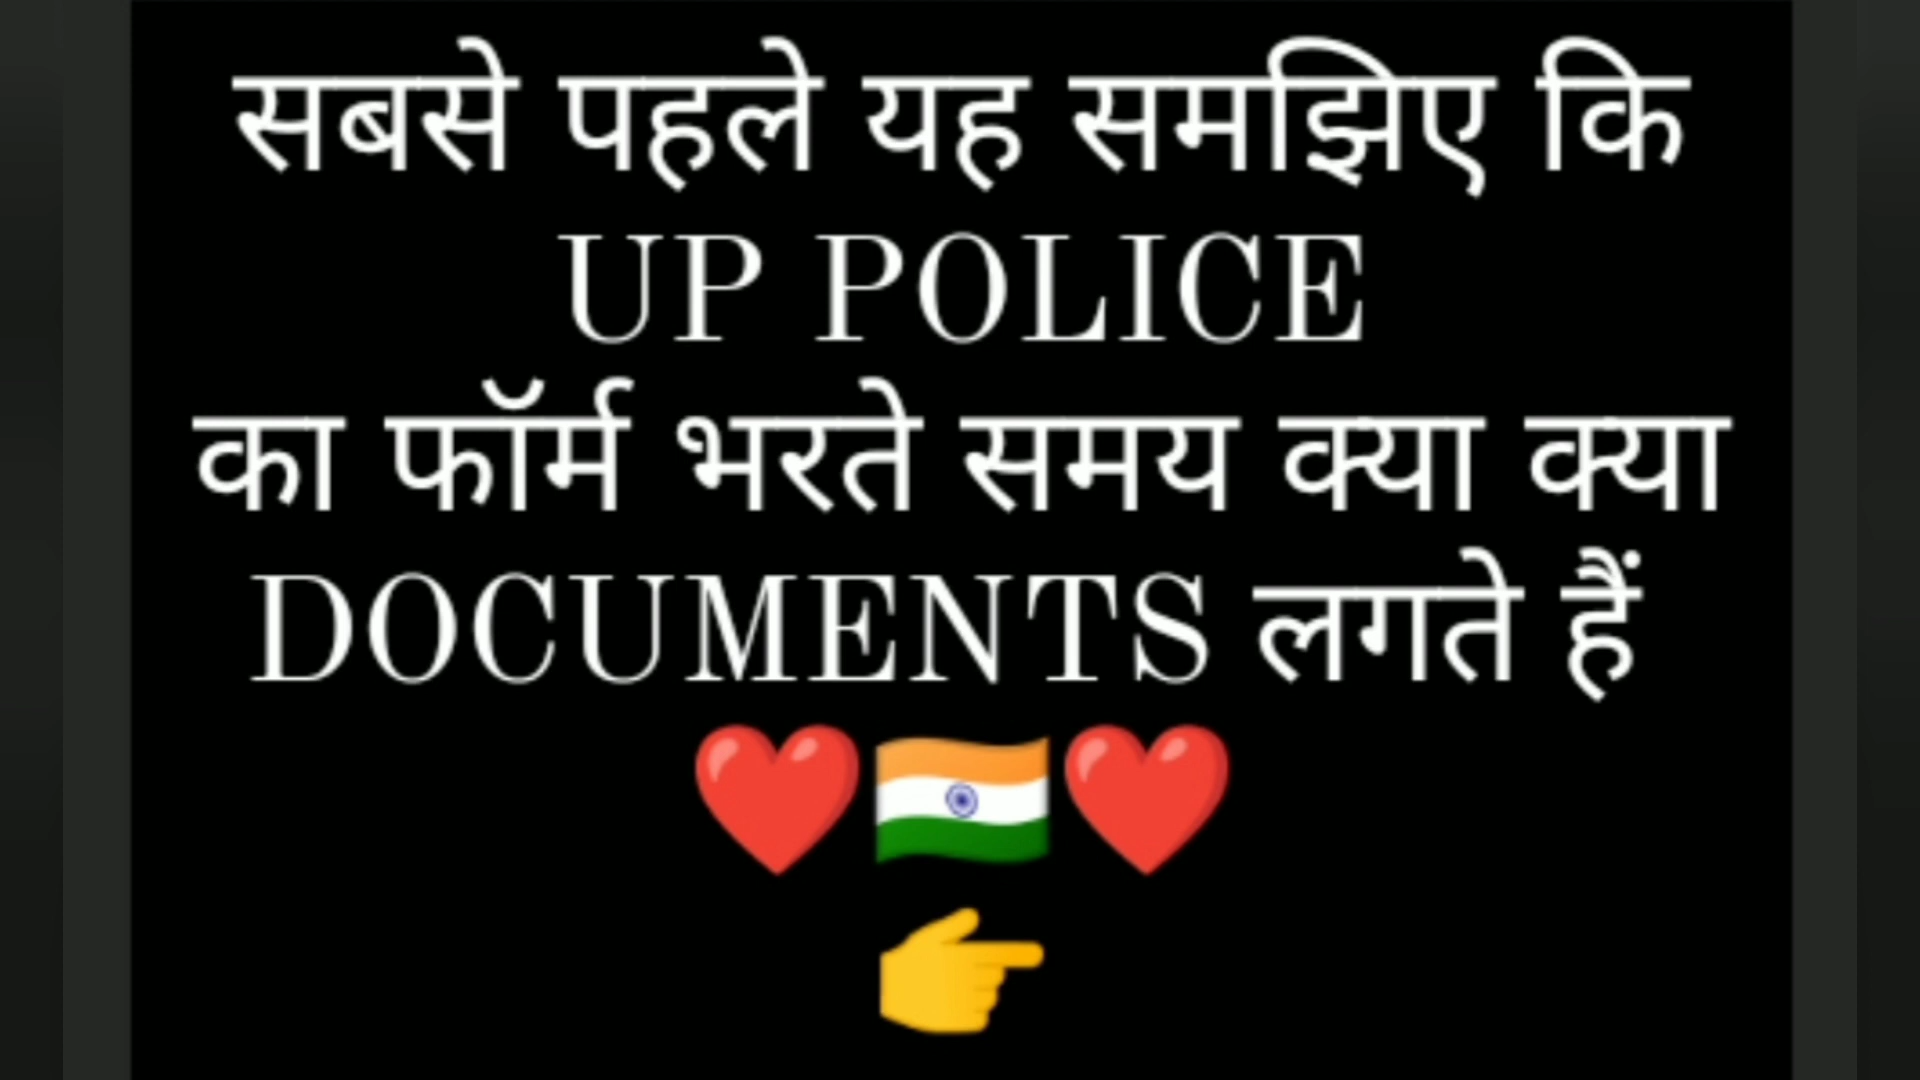 सबसे पहले यह समझिए कि
UP POLICE
का फॉर्म भरते समय क्या क्या
DOCUMENTS लगते हैं
❤️🇮🇳❤️
👉